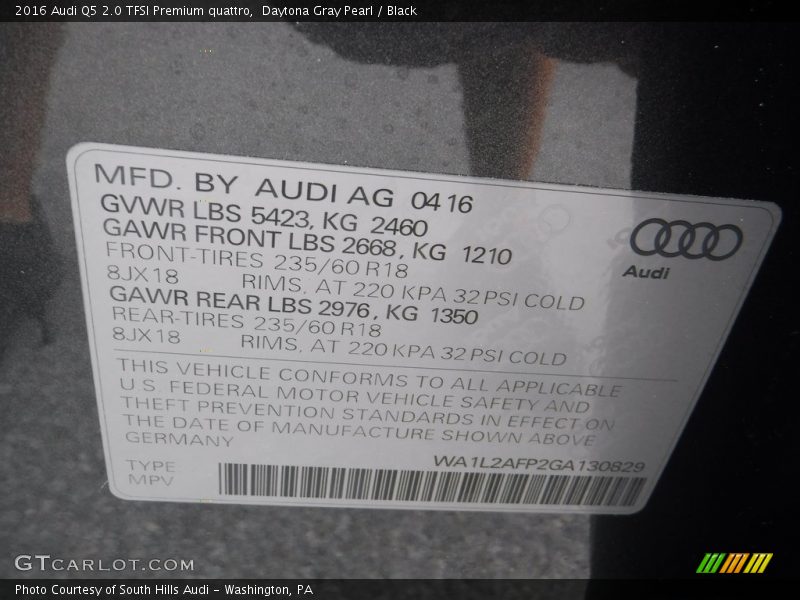 2016 Audi Q5 2.0 TFSI Premium quattro,  Daytona Gray Pearl / Black
MFD. BY AUDI AG 04 16
GVWR LBS 5423, KG 2460
GAWR FRONT LBS 2668, KG 1210
FRONT-TIRES 235/60 R18
8JX18 RIMS, AT 220 KPA 32 PSI COLD
GAWR REAR LBS 2976, KG 1350
REAR-TIRES 235/60 R18
8JX18 RIMS, AT 220 KPA 32 PSI COLD
Audi
THIS VEHICLE CONFORMS TO ALL APPLICABLE
U.S. FEDERAL MOTOR VEHICLE SAFETY AND
THEFT PREVENTION STANDARDS IN EFFECT ON
THE DATE OF MANUFACTURE SHOWN ABOVE
GERMANY
WA1L2AFP2GA130829
TYPE
MPV
GTCARLOT.COM
Photo Courtesy of South Hills Audi - Washington, PA